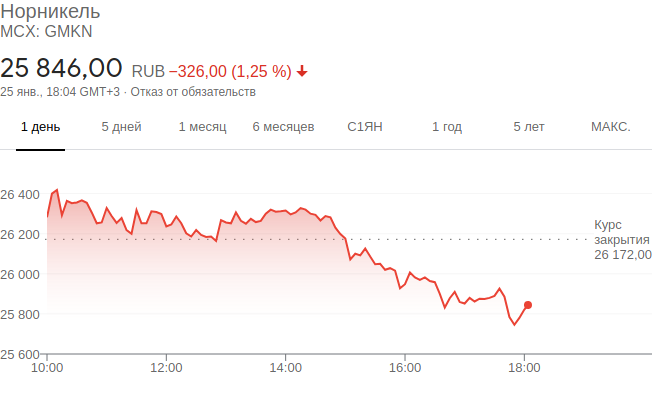 Норникель
MCX: GMKN
25 846,00 RUB −326,00 (1,25 %)
25 янв., 18:04 GMT+3 · Отказ от обязательств
1 день 5 дней 1 месяц 6 месяцев С1ЯН 1 год 5 лет МАКС.
26 400
26 200
26 000
25 800
25 600
Курс
закрытия
26 172,00
10:00 12:00 14:00 16:00 18:00